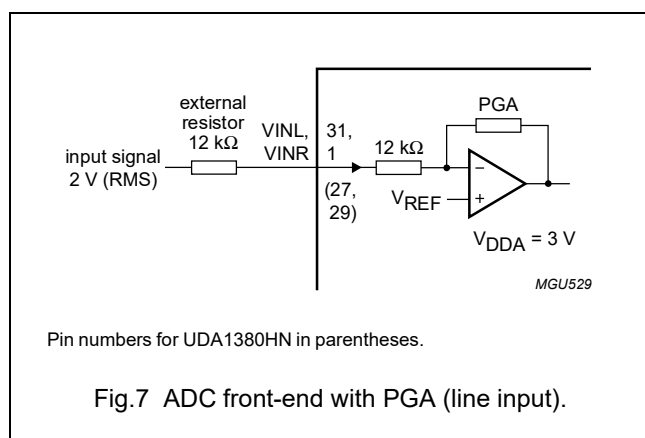 external
resistor
12 kΩ
input signal
2 V (RMS)
VINL,
VINR
31,
1
(27,
29)
12 kΩ
PGA
−
+
VREF
VDDA = 3 V
MGU529
Pin numbers for UDA1380HN in parentheses.
Fig.7 ADC front-end with PGA (line input).